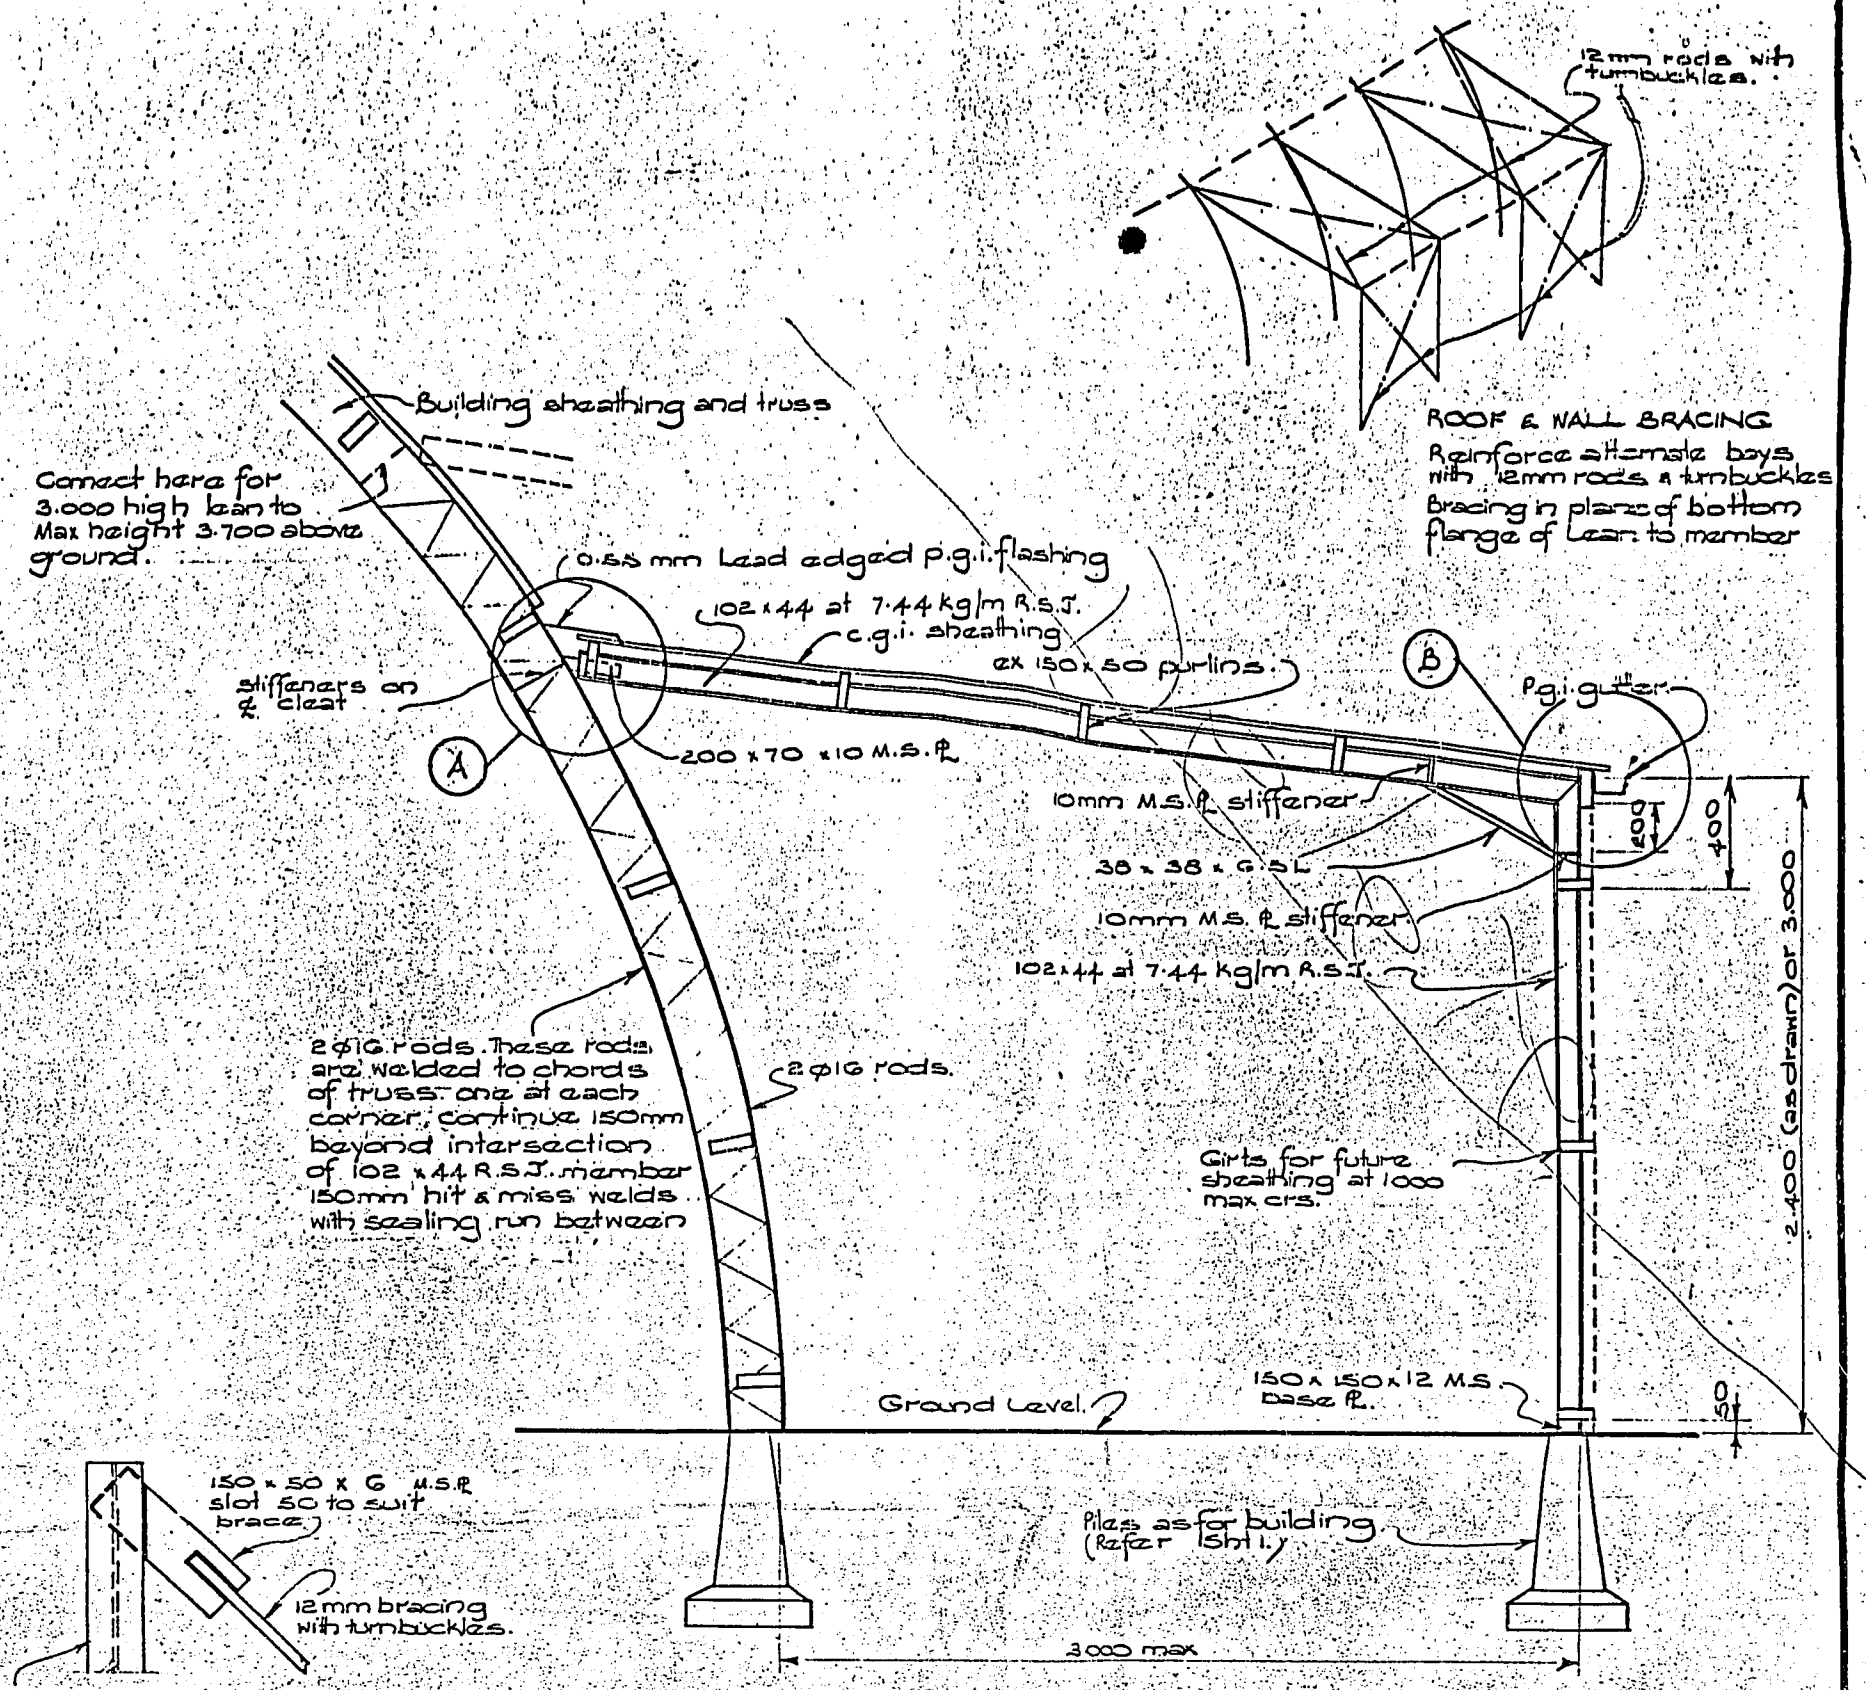 12mm rods with
turnbuckles.
ROOF & WALL BRACING
Reinforce alternate bays
with 12mm rods & turnbuckles
Bracing in plane of bottom
flange of Lean to member
Building sheathing and truss
Connect here for
3.000 high lean to
Max height 3.700 above
ground.
0.55 mm Lead edged p.g.i. flashing
102 x 44 at 7.44 kg/m R.S.J.
c.g.i. sheathing
ex 150 x 50 purlins.
B
P.g.i. gutter
stiffeners on
℄ cleat
A
200 x 70 x 10 M.S. PL
10mm M.S. PL stiffener
200
400
38 x 38 x 6 SL
10mm M.S. PL stiffener
102 x 44 at 7.44 kg/m R.S.J.
2.400 (as drawn) or 3.000
2 ø16 rods. These rods
are welded to chords
of truss- one at each
corner; continue 150mm
beyond intersection
of 102 x 44 R.S.J. member
150mm hit & miss welds
with sealing run between
2 ø16 rods.
Girts for future
sheathing at 1000
max crs.
150 x 150 x 12 M.S.
base PL.
50
Ground Level.
150 x 50 x 6 M.S. PL
slot 50 to suit
brace
12mm bracing
with turnbuckles.
Piles as for building
(Refer Sht 1.)
3000 max